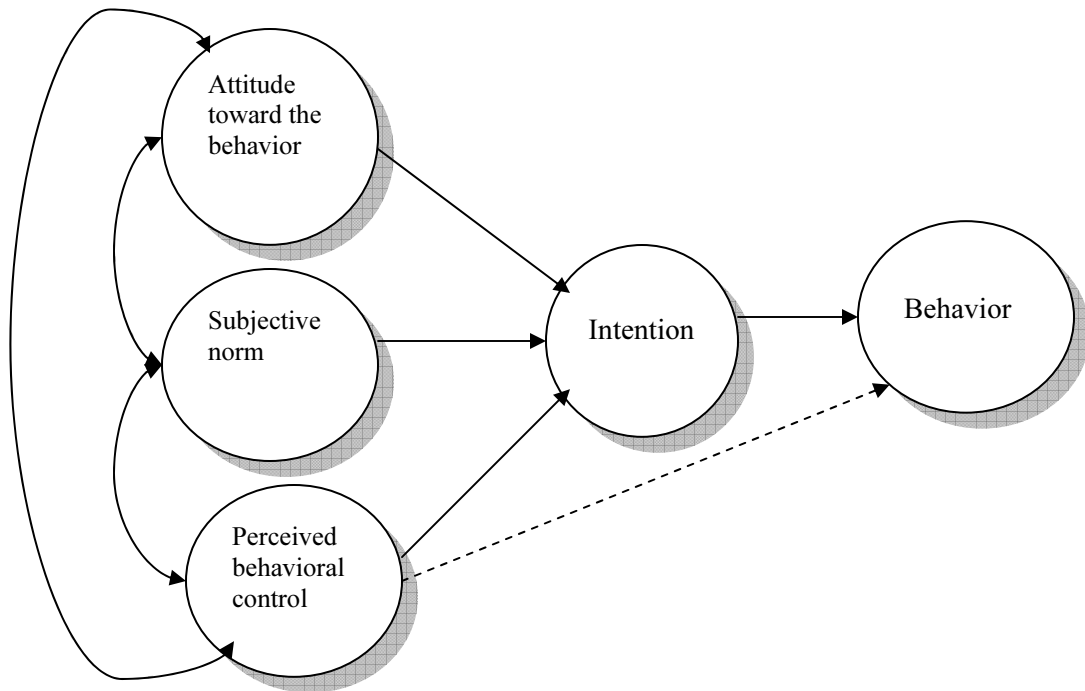 Attitude
toward the
behavior
Subjective
norm
Perceived
behavioral
control
Intention
Behavior